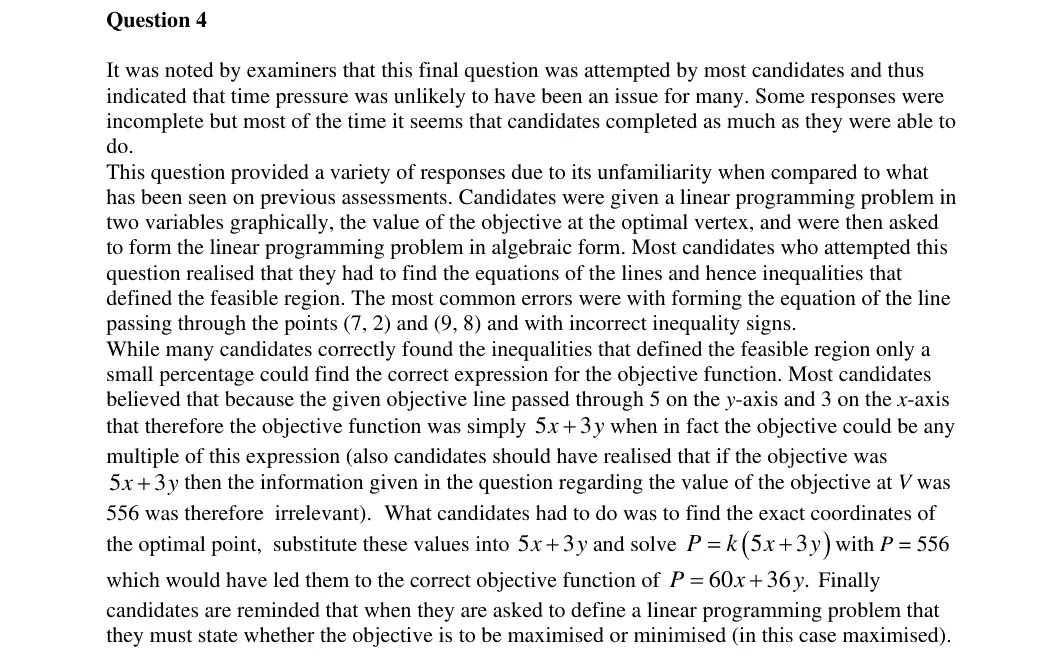 Question 4
It was noted by examiners that this final question was attempted by most candidates and thus
indicated that time pressure was unlikely to have been an issue for many. Some responses were
incomplete but most of the time it seems that candidates completed as much as they were able to
do.
This question provided a variety of responses due to its unfamiliarity when compared to what
has been seen on previous assessments. Candidates were given a linear programming problem in
two variables graphically, the value of the objective at the optimal vertex, and were then asked
to form the linear programming problem in algebraic form. Most candidates who attempted this
question realised that they had to find the equations of the lines and hence inequalities that
defined the feasible region. The most common errors were with forming the equation of the line
passing through the points (7, 2) and (9, 8) and with incorrect inequality signs.
While many candidates correctly found the inequalities that defined the feasible region only a
small percentage could find the correct expression for the objective function. Most candidates
believed that because the given objective line passed through 5 on the y-axis and 3 on the x-axis
that therefore the objective function was simply 5x + 3y when in fact the objective could be any
multiple of this expression (also candidates should have realised that if the objective was
5x + 3y then the information given in the question regarding the value of the objective at V was
556 was therefore irrelevant). What candidates had to do was to find the exact coordinates of
the optimal point, substitute these values into 5x + 3y and solve P = k(5x + 3y) with P = 556
which would have led them to the correct objective function of P = 60x + 36y. Finally
candidates are reminded that when they are asked to define a linear programming problem that
they must state whether the objective is to be maximised or minimised (in this case maximised).